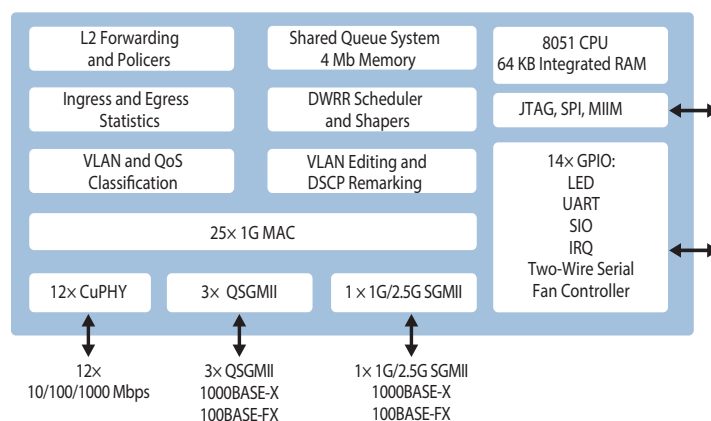 L2 Forwarding
and Policers
Shared Queue System
4 Mb Memory
8051 CPU
64 KB Integrated RAM
Ingress and Egress
Statistics
DWRR Scheduler
and Shapers
JTAG, SPI, MIIM
VLAN and QoS
Classification
VLAN Editing and
DSCP Remarking
14× GPIO:
LED
UART
SIO
IRQ
Two-Wire Serial
Fan Controller
25× 1G MAC
12× CuPHY
3× QSGMII
1 × 1G/2.5G SGMII
12×
10/100/1000 Mbps
3× QSGMII
1000BASE-X
100BASE-FX
1× 1G/2.5G SGMII
1000BASE-X
100BASE-FX